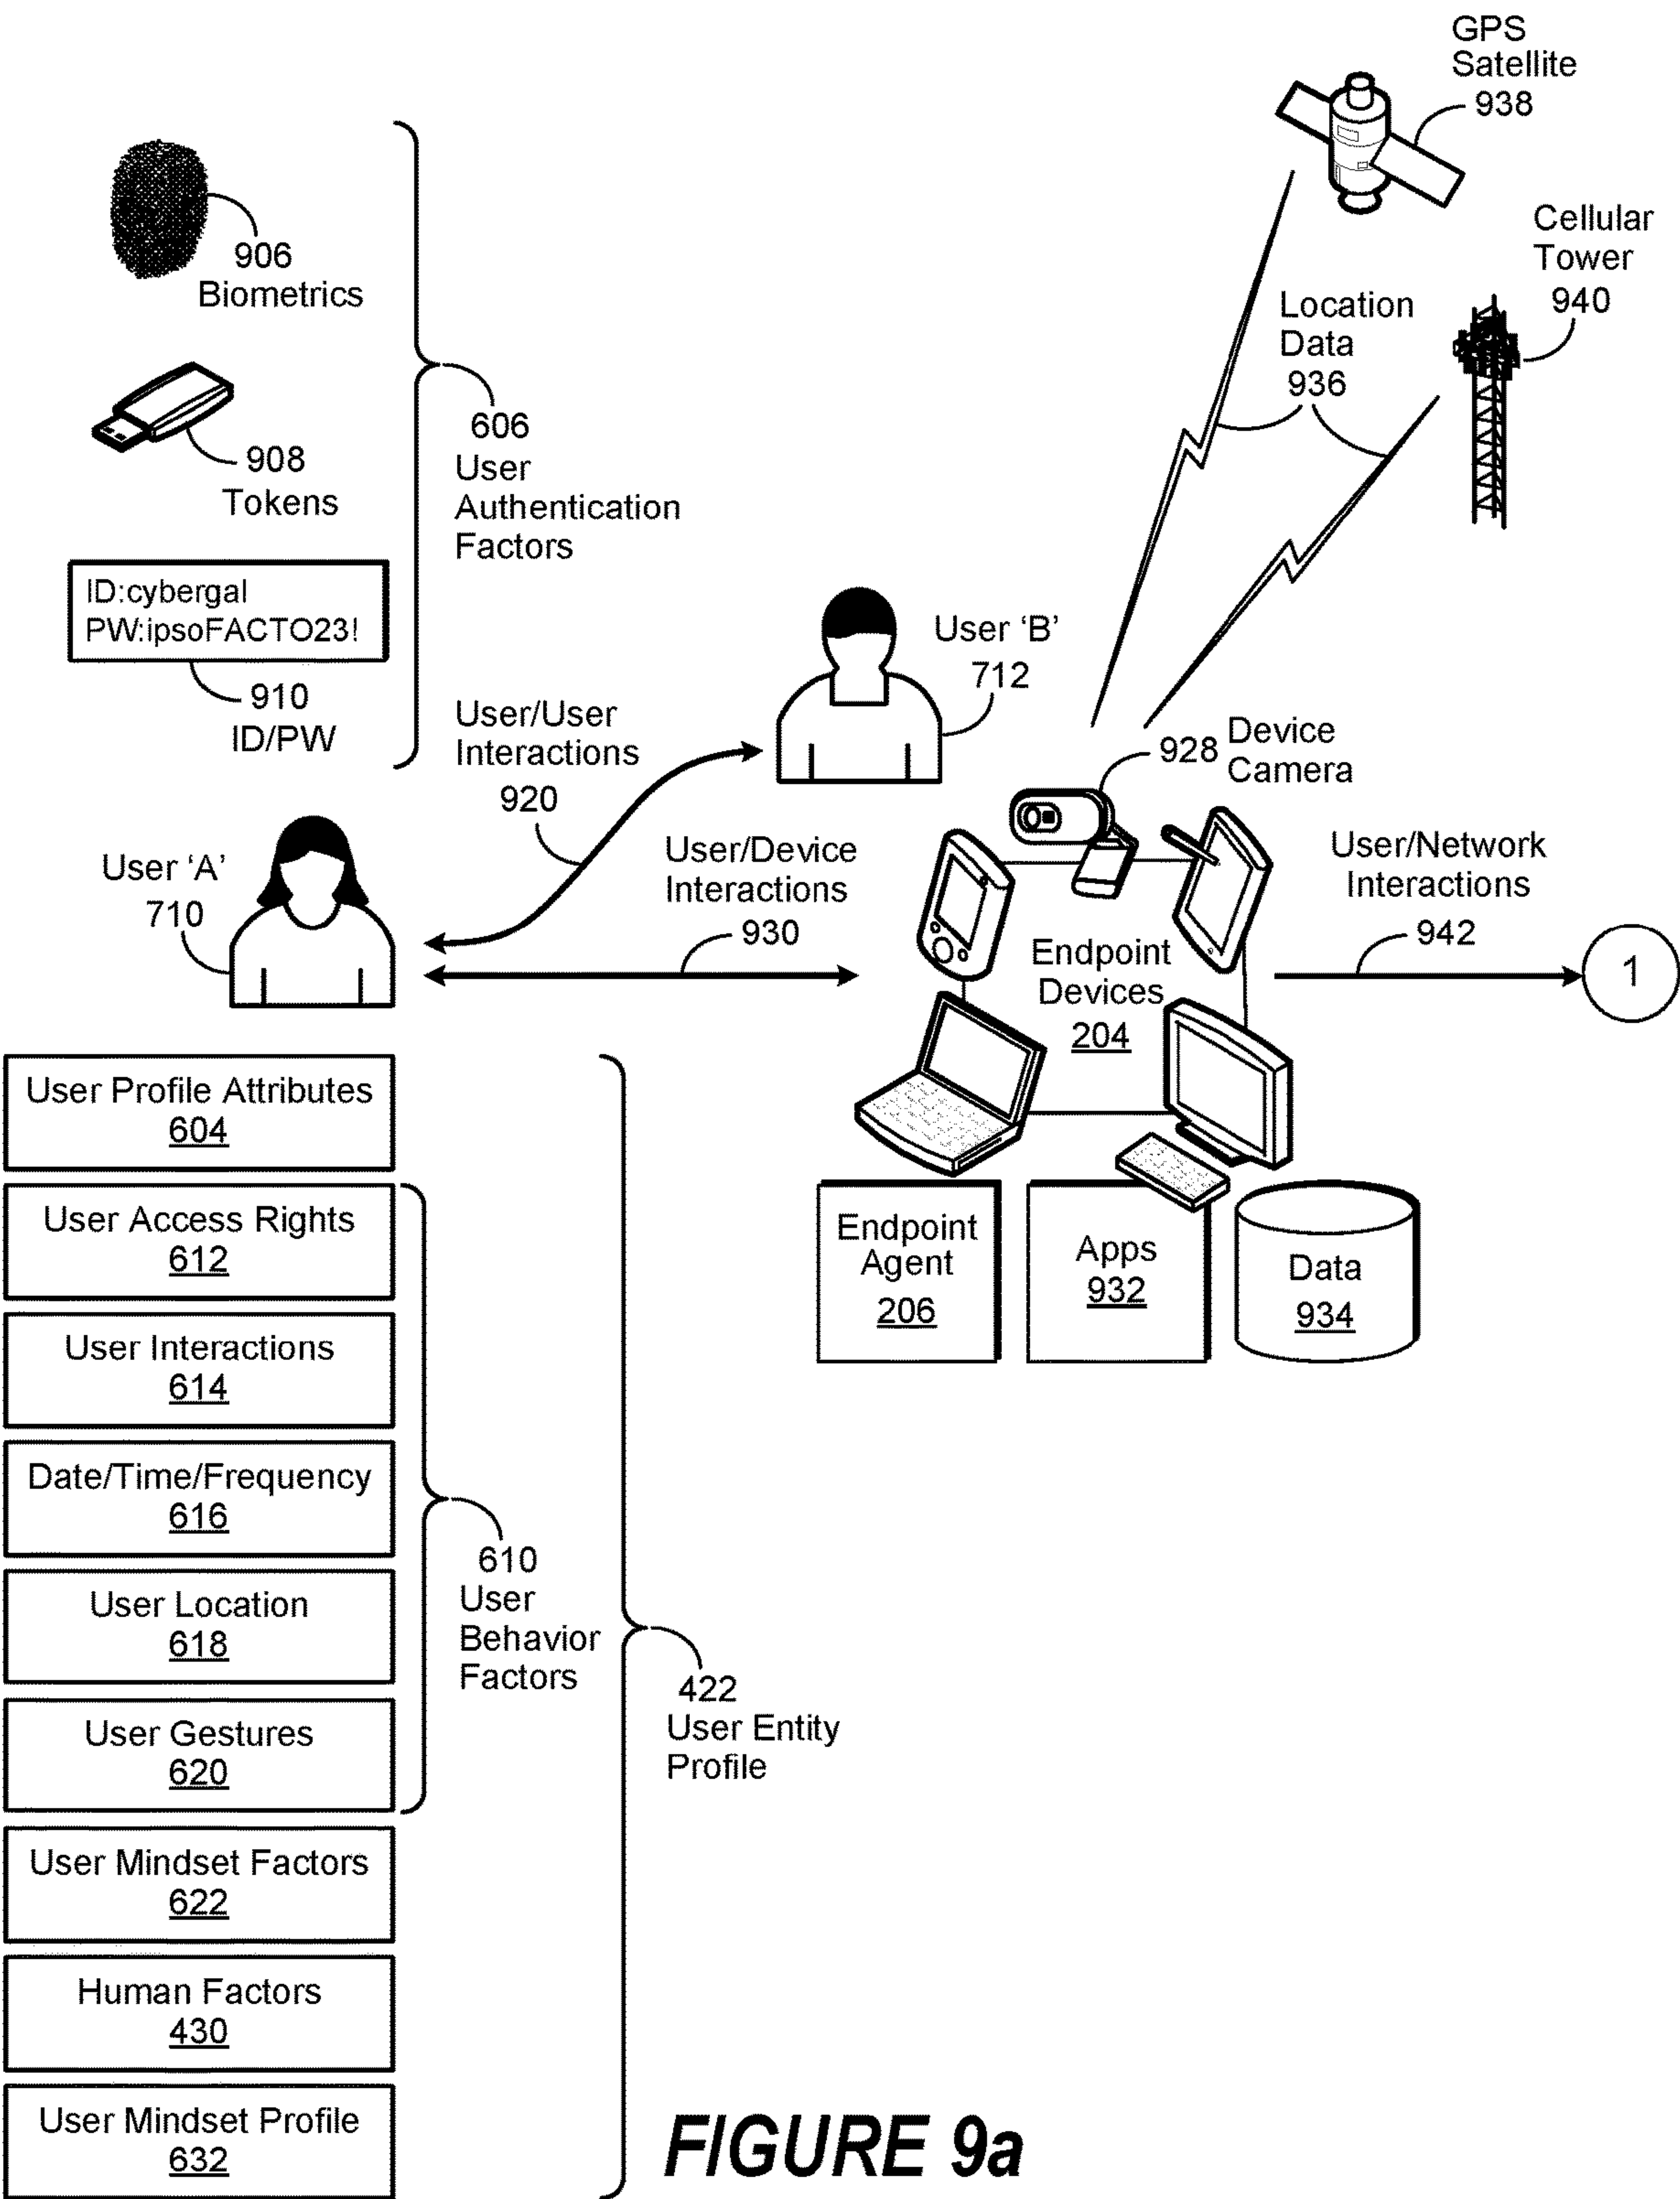 GPS
Satellite
938
Cellular
Tower
940
Location
Data
936
906
Biometrics
908
Tokens
ID:cybergal
PW:ipsoFACTO23!
910
ID/PW
606
User
Authentication
Factors
User/User
Interactions
920
User 'B'
712
928
Device
Camera
User 'A'
710
User/Device
Interactions
930
Endpoint
Devices
204
User/Network
Interactions
942
1
Endpoint
Agent
206
Apps
932
Data
934
User Profile Attributes
604
User Access Rights
612
User Interactions
614
Date/Time/Frequency
616
User Location
618
User Gestures
620
User Mindset Factors
622
Human Factors
430
User Mindset Profile
632
610
User
Behavior
Factors
422
User Entity
Profile
FIGURE 9a